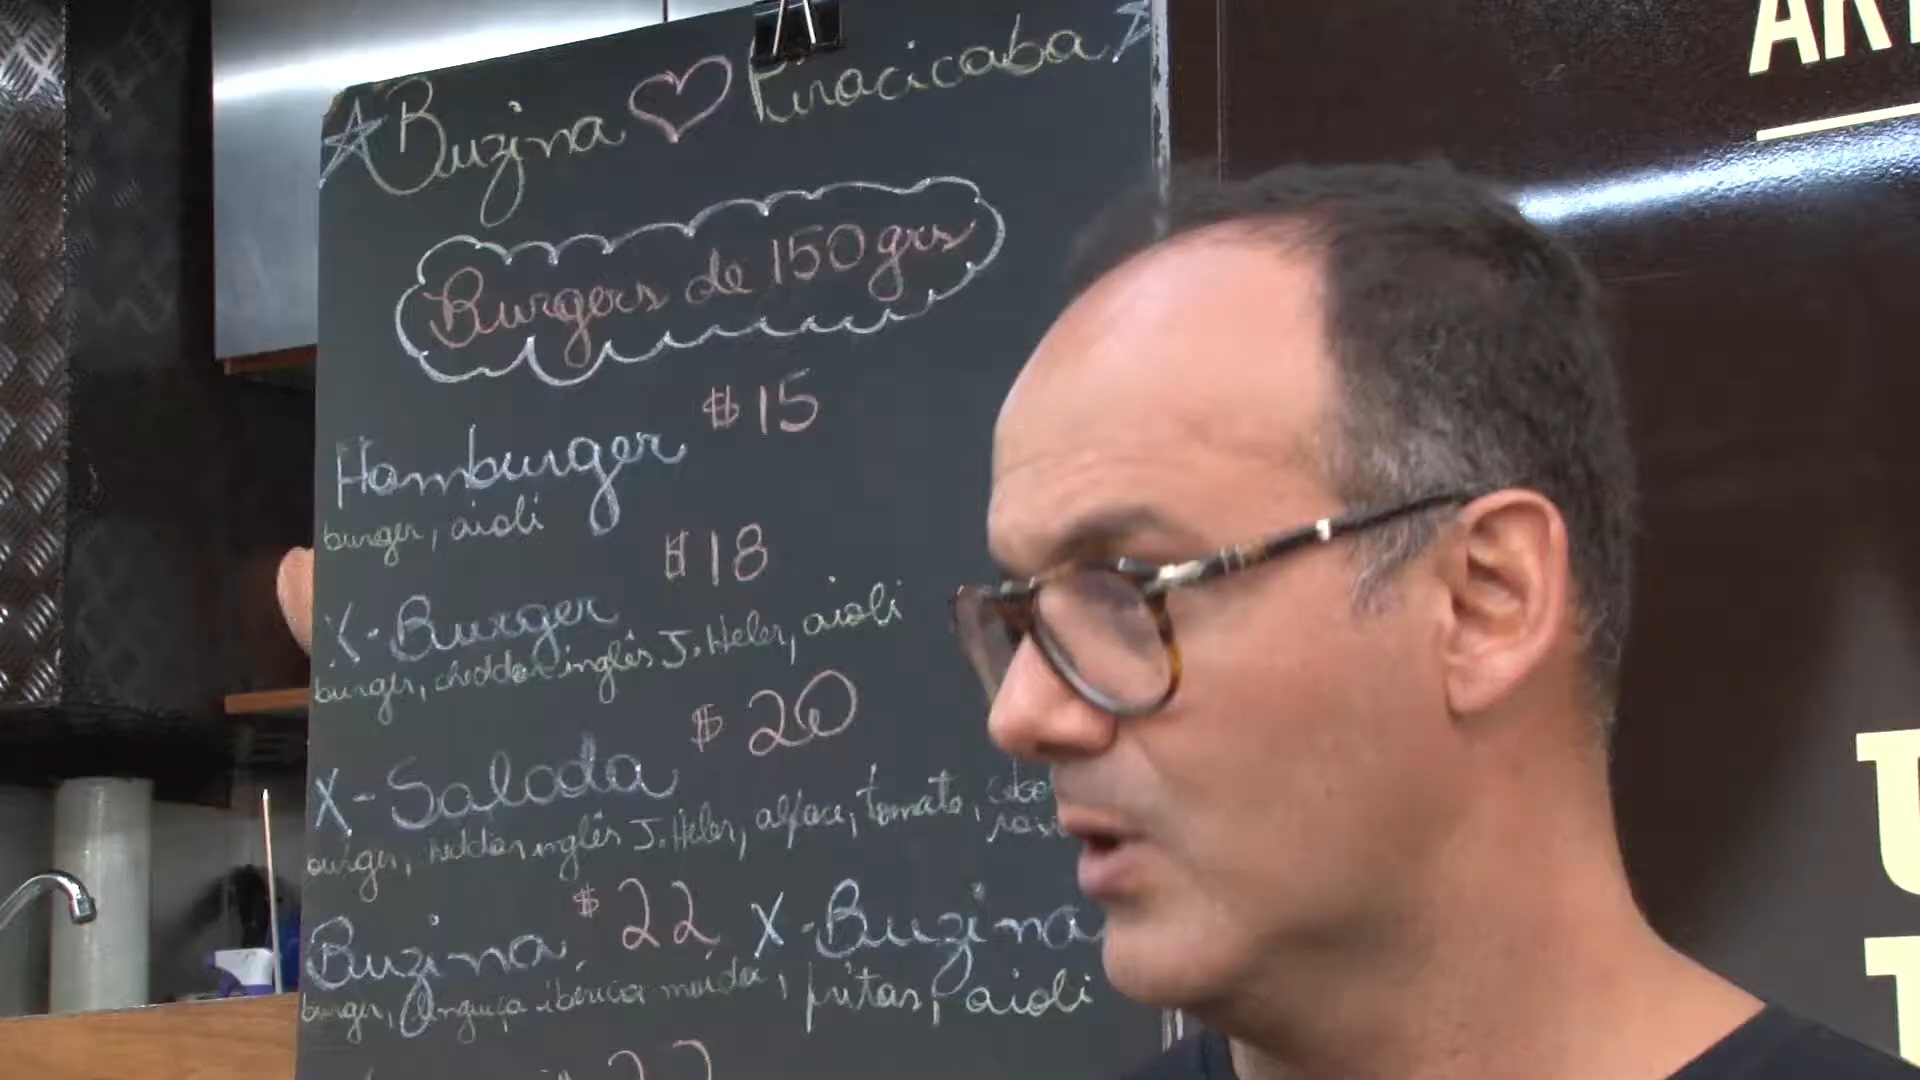 Buzina Piracicaba
Burgers de 150grs
$15
Hamburger
burger, aioli
$18
X-Burger
burger, cheddar inglês J. Heler, aioli
$20
X-Salada
burger, cheddar inglês J. Heler, alface, tomate,
Buzina $22 X-Buzina
burger, linguiça ibérica moída, fritas, aioli
ART